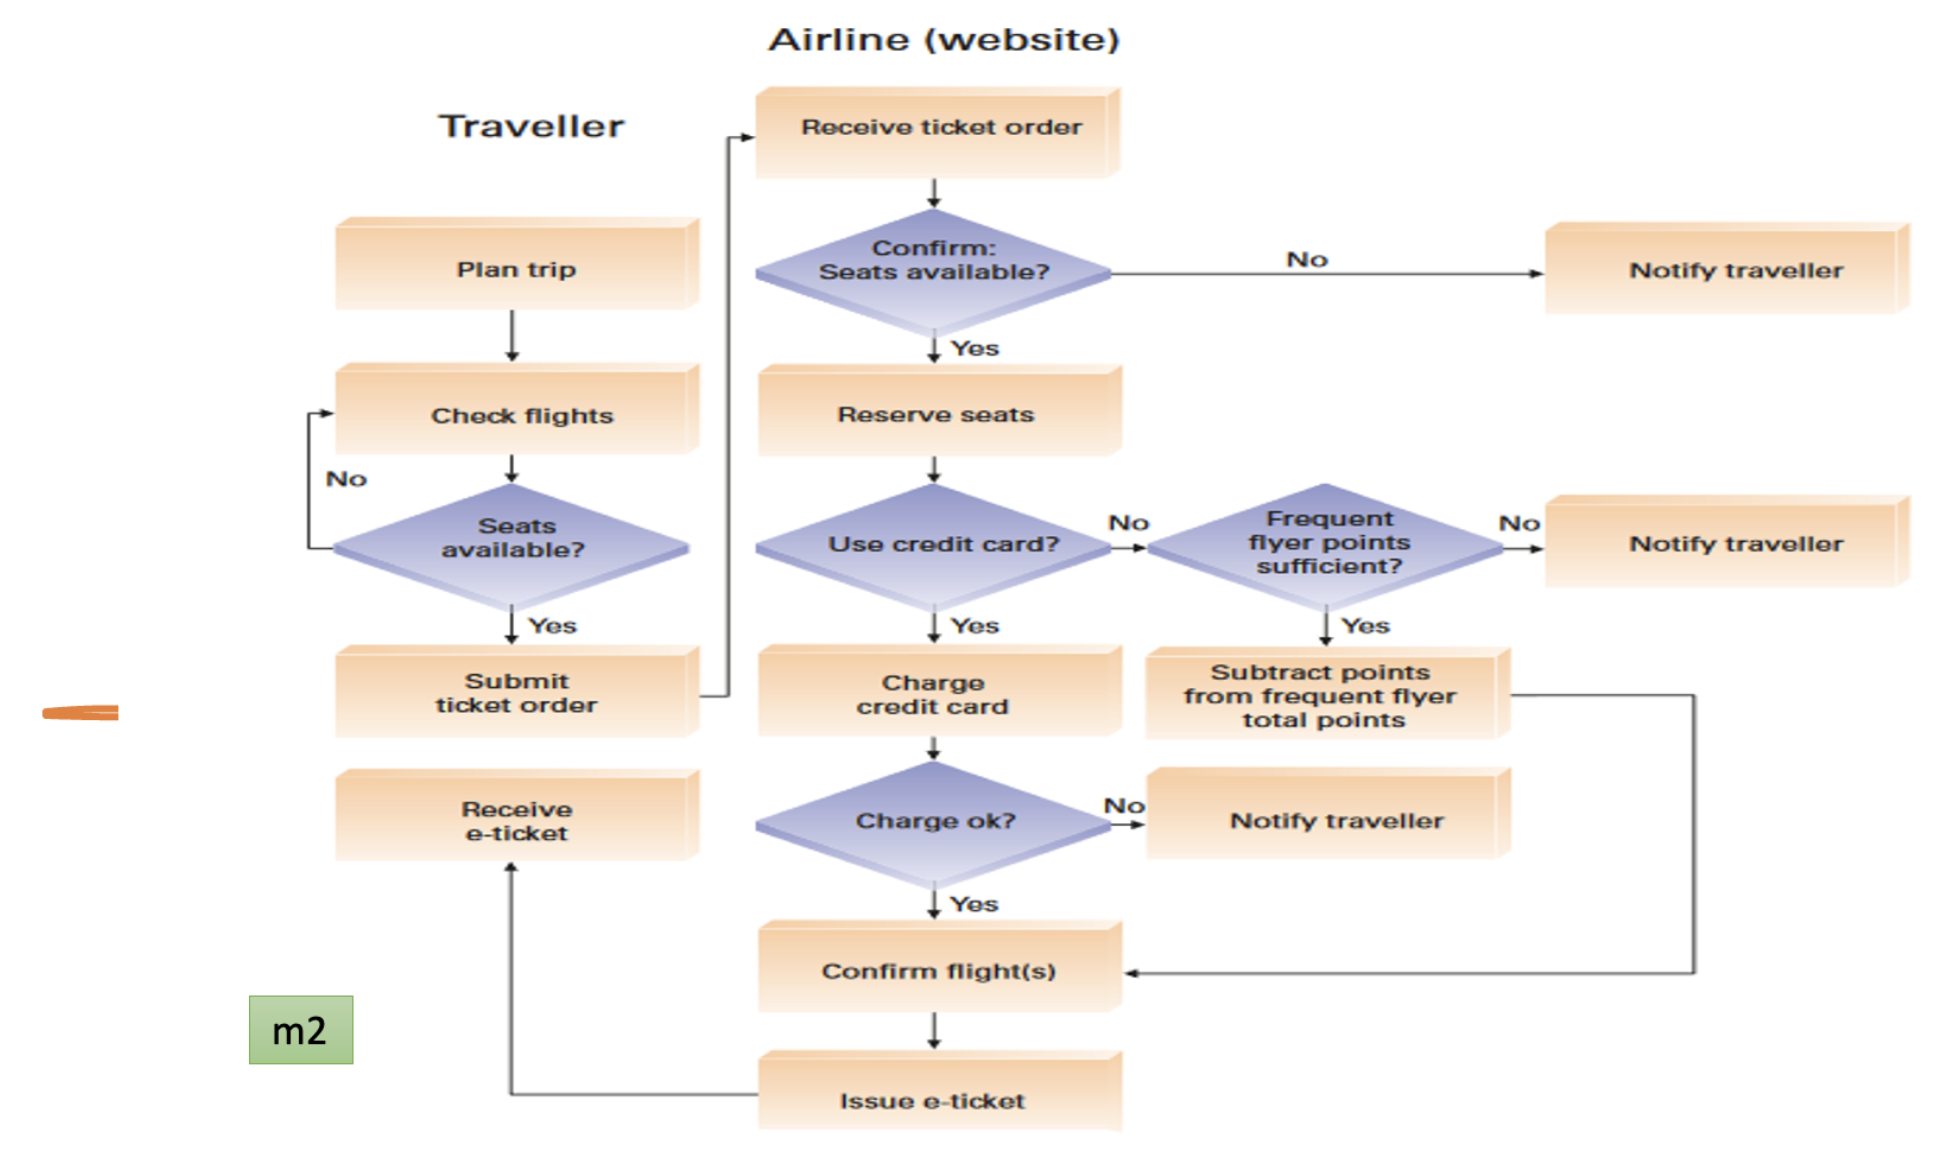 Airline (website)
Traveller
Plan trip
Check flights
No
Seats
available?
Yes
Submit
ticket order
Receive
e-ticket
Receive ticket order
Confirm:
Seats available?
No
Notify traveller
Yes
Reserve seats
Use credit card?
No
Frequent
flyer points
sufficient?
No
Notify traveller
Yes
Yes
Charge
credit card
Subtract points
from frequent flyer
total points
Charge ok?
No
Notify traveller
Yes
Confirm flight(s)
Issue e-ticket
m2